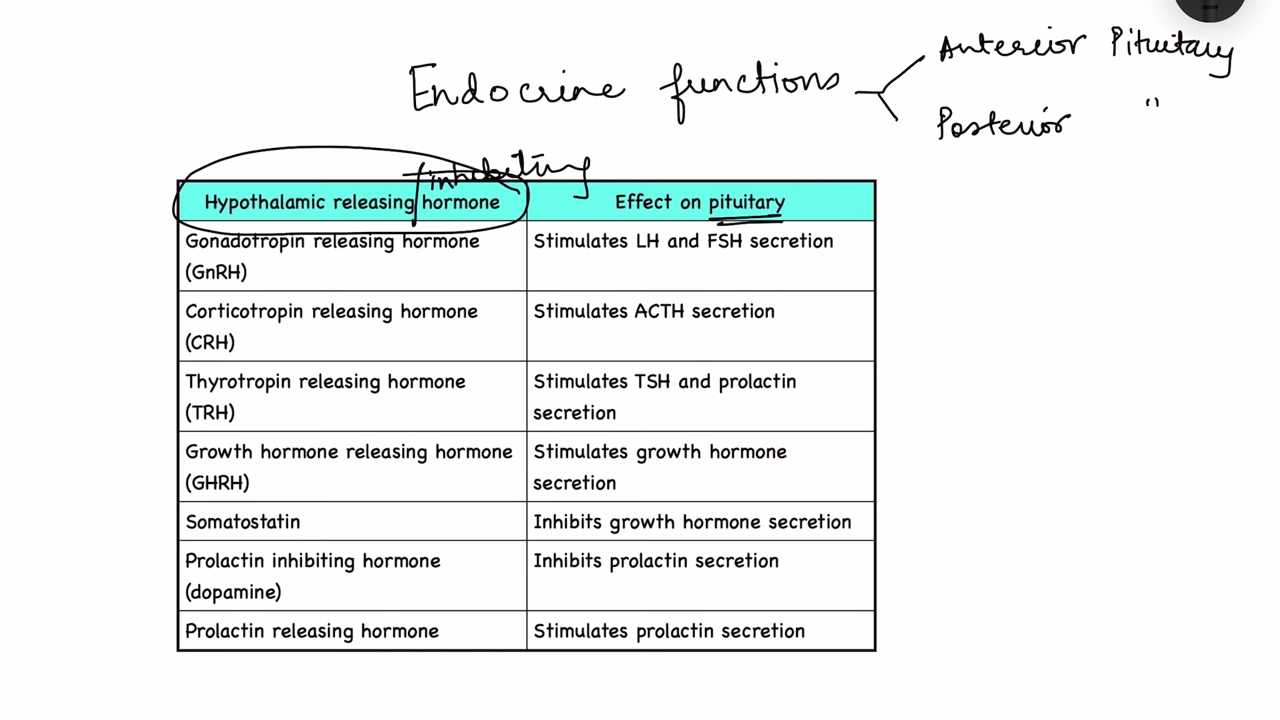 Anterior Pituitary
Endocrine functions
Posterior "
/inhibiting
Hypothalamic releasing hormone
Effect on pituitary
Gonadotropin releasing hormone
(GnRH)
Stimulates LH and FSH secretion
Corticotropin releasing hormone
(CRH)
Stimulates ACTH secretion
Thyrotropin releasing hormone
(TRH)
Stimulates TSH and prolactin
secretion
Growth hormone releasing hormone
(GHRH)
Stimulates growth hormone
secretion
Somatostatin
Inhibits growth hormone secretion
Prolactin inhibiting hormone
(dopamine)
Inhibits prolactin secretion
Prolactin releasing hormone
Stimulates prolactin secretion